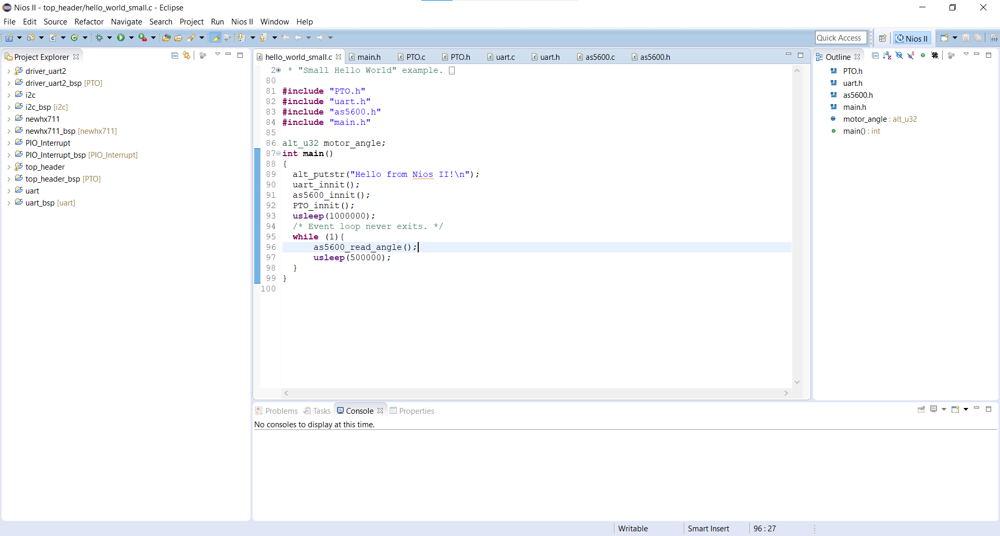 Nios II - top_header/hello_world_small.c - Eclipse
File Edit Source Refactor Navigate Search Project Run Nios II Window Help
Quick Access
Nios II
Project Explorer
driver_uart2
driver_uart2_bsp [PTO]
i2c
i2c_bsp [i2c]
newhx711
newhx711_bsp [newhx711]
PIO_Interrupt
PIO_Interrupt_bsp [PIO_Interrupt]
top_header
top_header_bsp [PTO]
uart
uart_bsp [uart]
hello_world_small.c main.h PTO.c PTO.h uart.c uart.h as5600.c as5600.h
2 * "Small Hello World" example.
80
81 #include "PTO.h"
82 #include "uart.h"
83 #include "as5600.h"
84 #include "main.h"
85
86 alt_u32 motor_angle;
87 int main()
88 {
89 alt_putstr("Hello from Nios II!\n");
90 uart_innit();
91 as5600_innit();
92 PTO_innit();
93 usleep(1000000);
94 /* Event loop never exits. */
95 while (1){
96 as5600_read_angle();
97 usleep(500000);
98 }
99 }
100
Outline
PTO.h
uart.h
as5600.h
main.h
motor_angle : alt_u32
main() : int
Problems Tasks Console Properties
No consoles to display at this time.
Writable Smart Insert 96 : 27